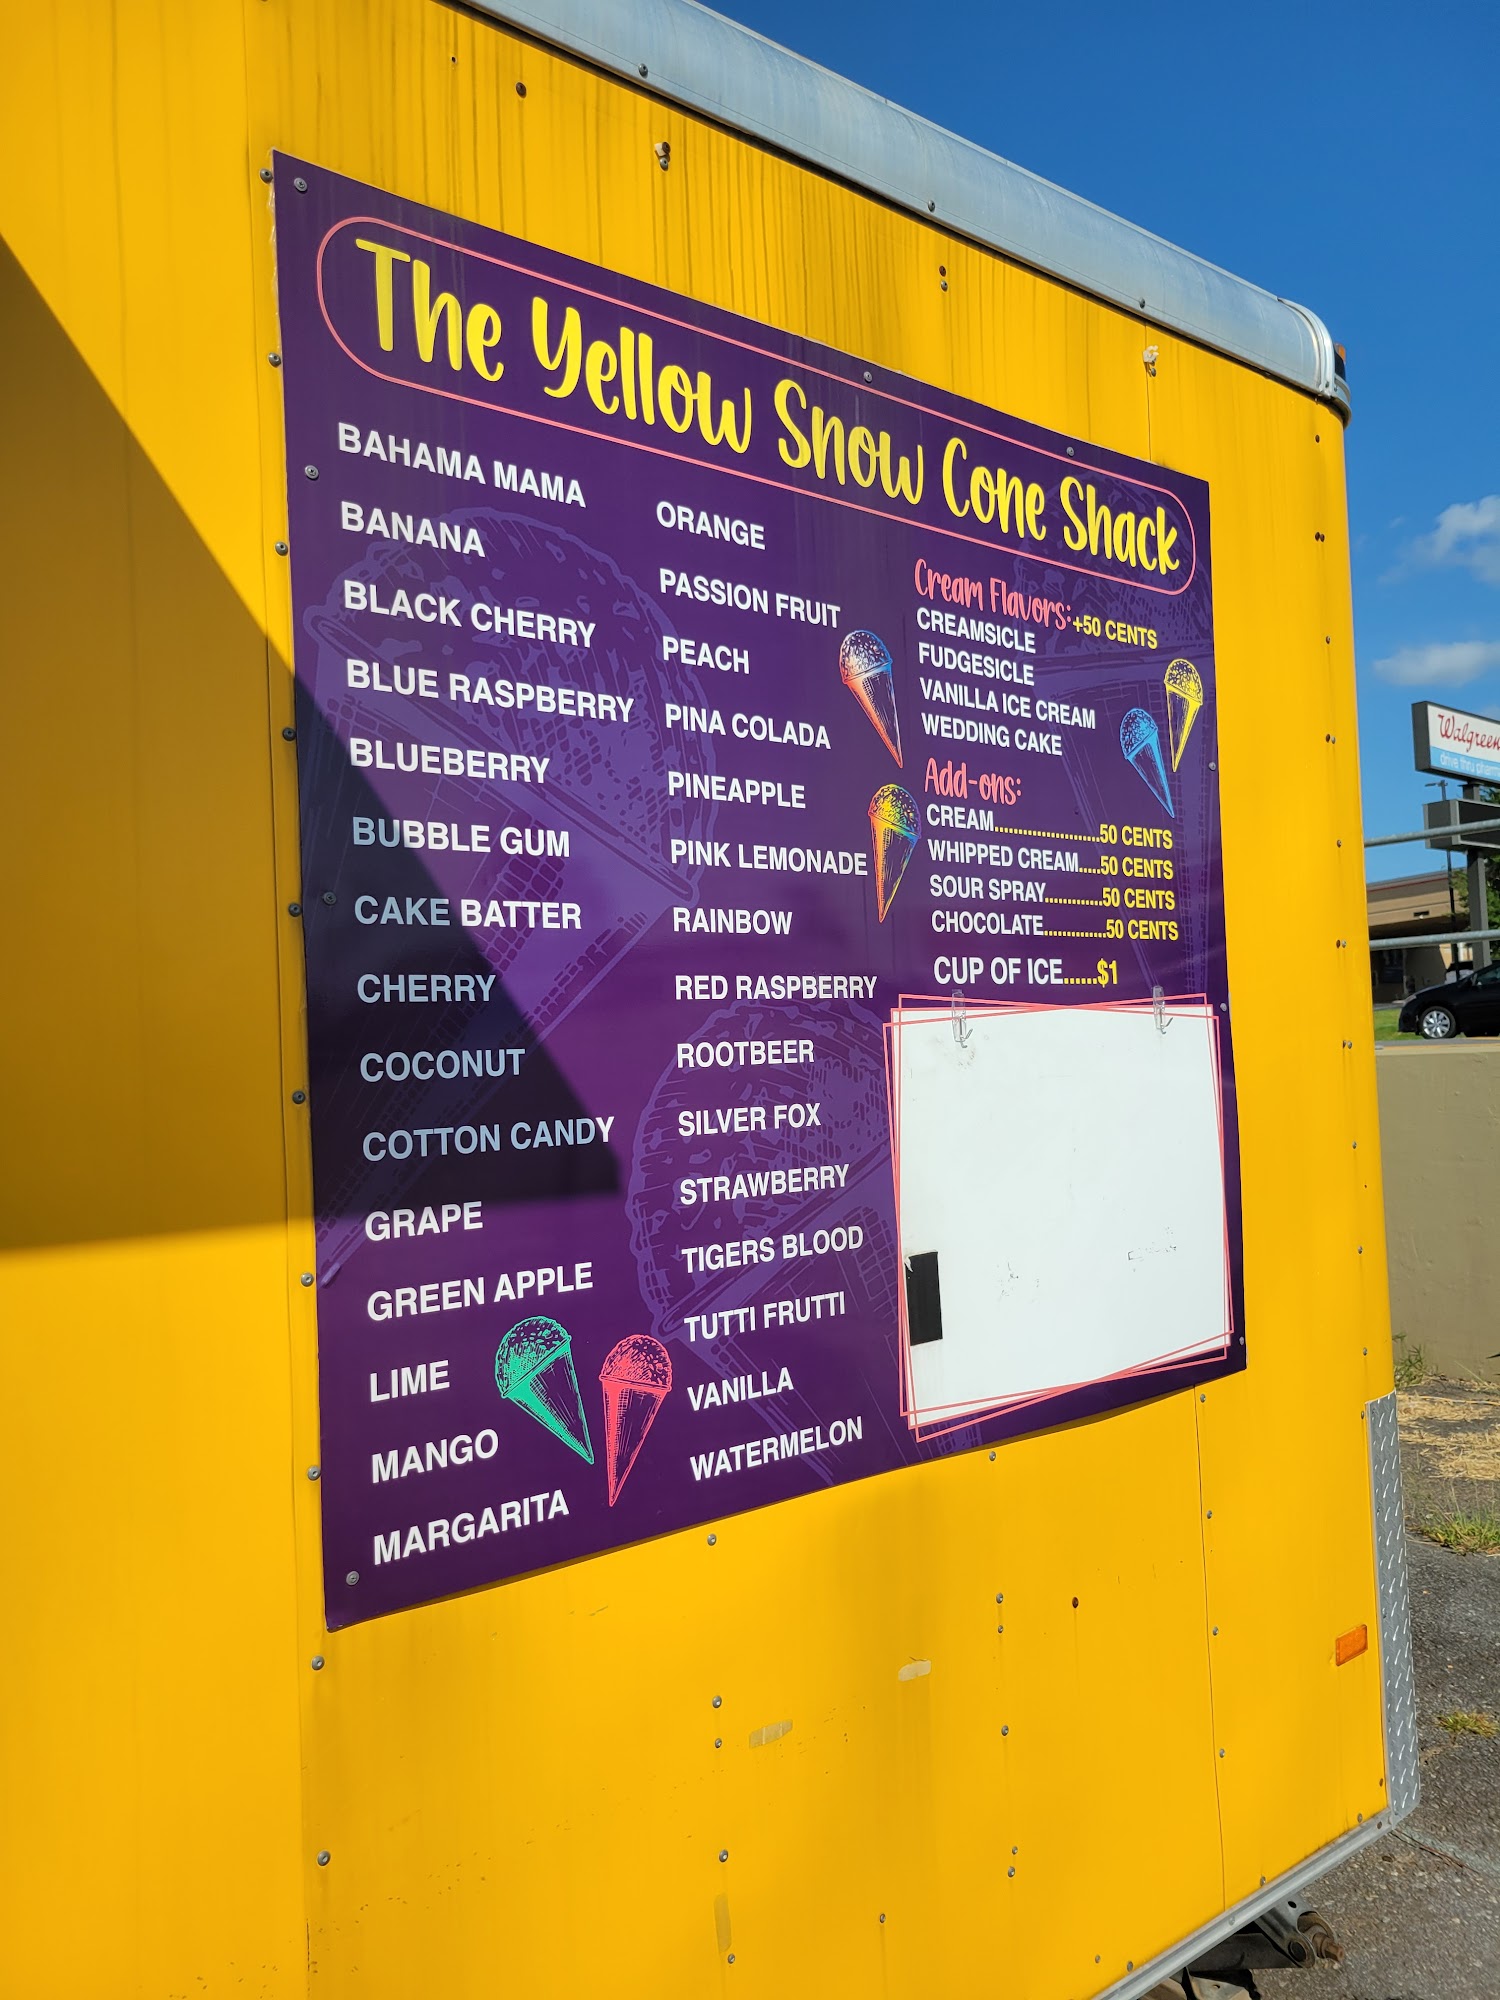 The Yellow Snow Cone Shack
BAHAMA MAMA
BANANA
BLACK CHERRY
BLUE RASPBERRY
BLUEBERRY
BUBBLE GUM
CAKE BATTER
CHERRY
COCONUT
COTTON CANDY
GRAPE
GREEN APPLE
LIME
MANGO
MARGARITA
ORANGE
PASSION FRUIT
PEACH
PINA COLADA
PINEAPPLE
PINK LEMONADE
RAINBOW
RED RASPBERRY
ROOTBEER
SILVER FOX
STRAWBERRY
TIGERS BLOOD
TUTTI FRUTTI
VANILLA
WATERMELON
Cream Flavors: +50 CENTS
CREAMSICLE
FUDGESICLE
VANILLA ICE CREAM
WEDDING CAKE
Add-ons:
CREAM.......................50 CENTS
WHIPPED CREAM.....50 CENTS
SOUR SPRAY.............50 CENTS
CHOCOLATE..............50 CENTS
CUP OF ICE......$1
Walgreen
drive thru pharm